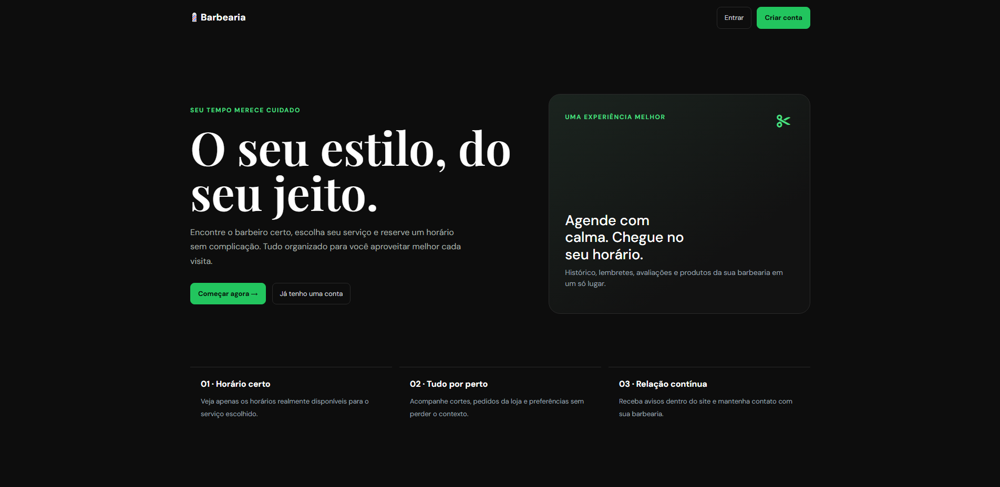 Barbearia
Entrar
Criar conta
SEU TEMPO MERECE CUIDADO
O seu estilo, do
seu jeito.
Encontre o barbeiro certo, escolha seu serviço e reserve um horário
sem complicação. Tudo organizado para você aproveitar melhor cada
visita.
Começar agora →
Já tenho uma conta
UMA EXPERIÊNCIA MELHOR
Agende com
calma. Chegue no
seu horário.
Histórico, lembretes, avaliações e produtos da sua barbearia em
um só lugar.
01 · Horário certo
Veja apenas os horários realmente disponíveis para o
serviço escolhido.
02 · Tudo por perto
Acompanhe cortes, pedidos da loja e preferências sem
perder o contexto.
03 · Relação contínua
Receba avisos dentro do site e mantenha contato com
sua barbearia.